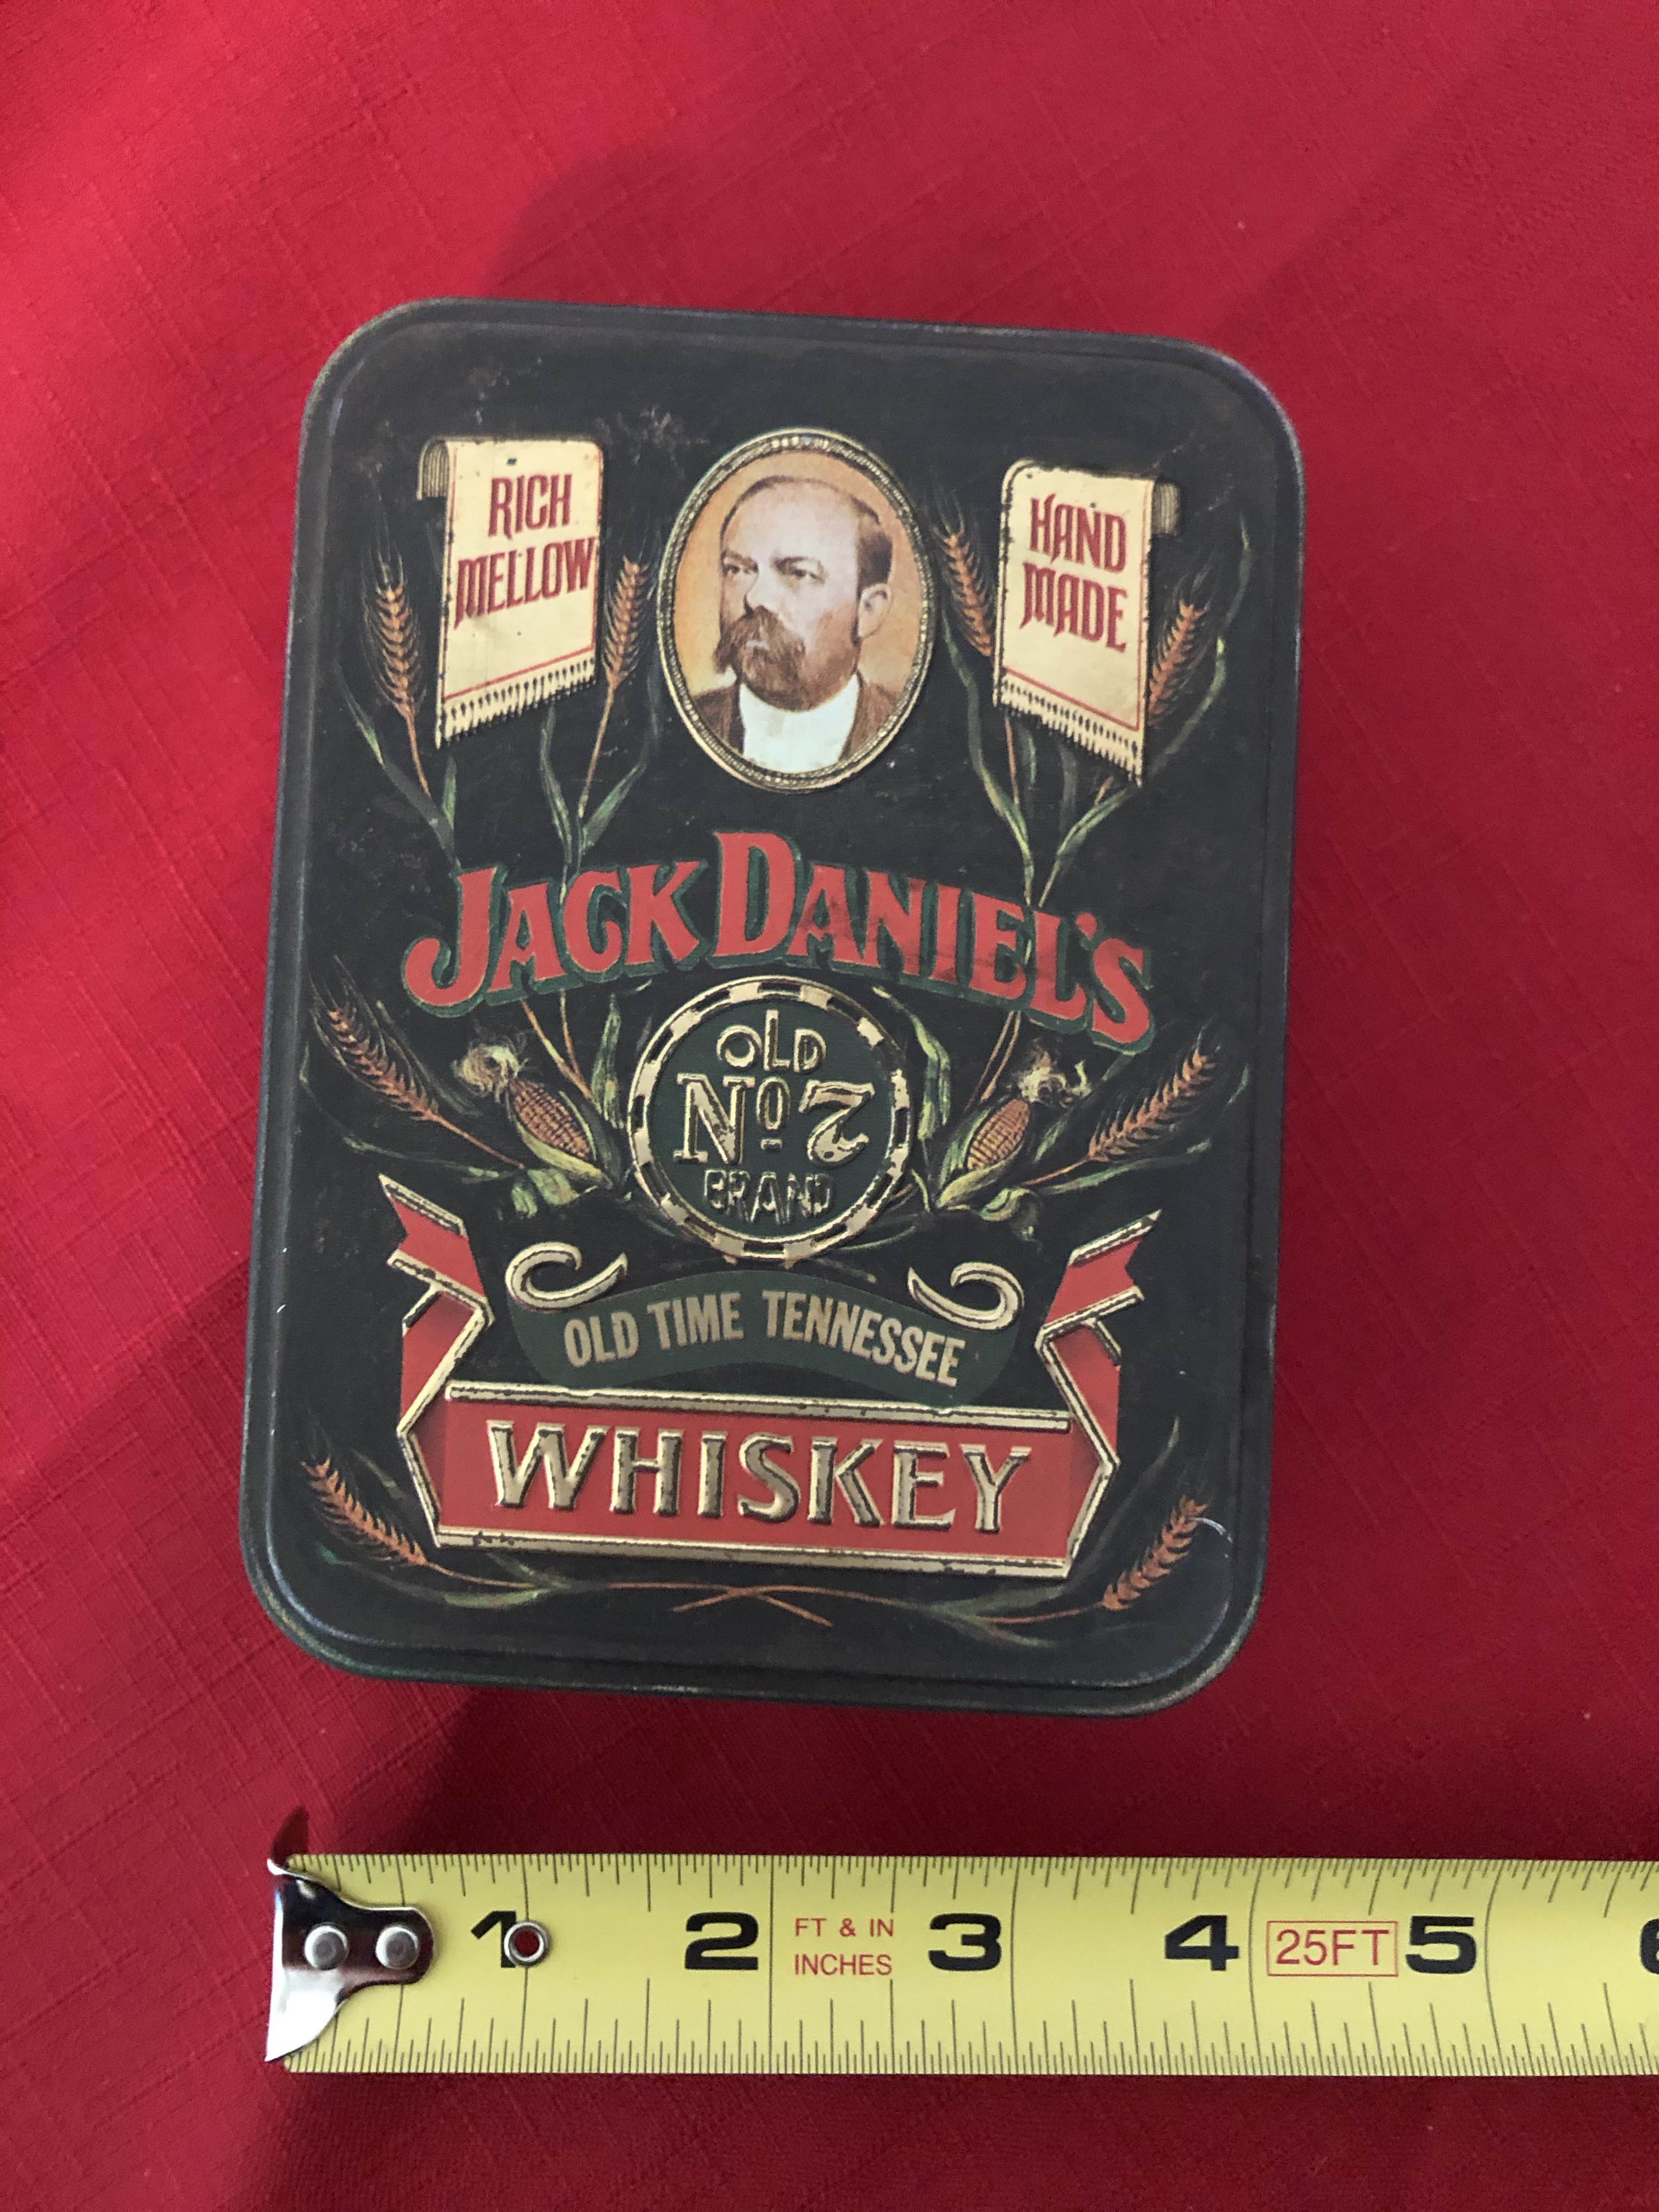 RICH
MELLOW
HAND
MADE
JACK DANIEL'S
OLD
Nº 7
BRAND
OLD TIME TENNESSEE
WHISKEY
1 2 FT & IN 3 4 25FT 5 6
INCHES